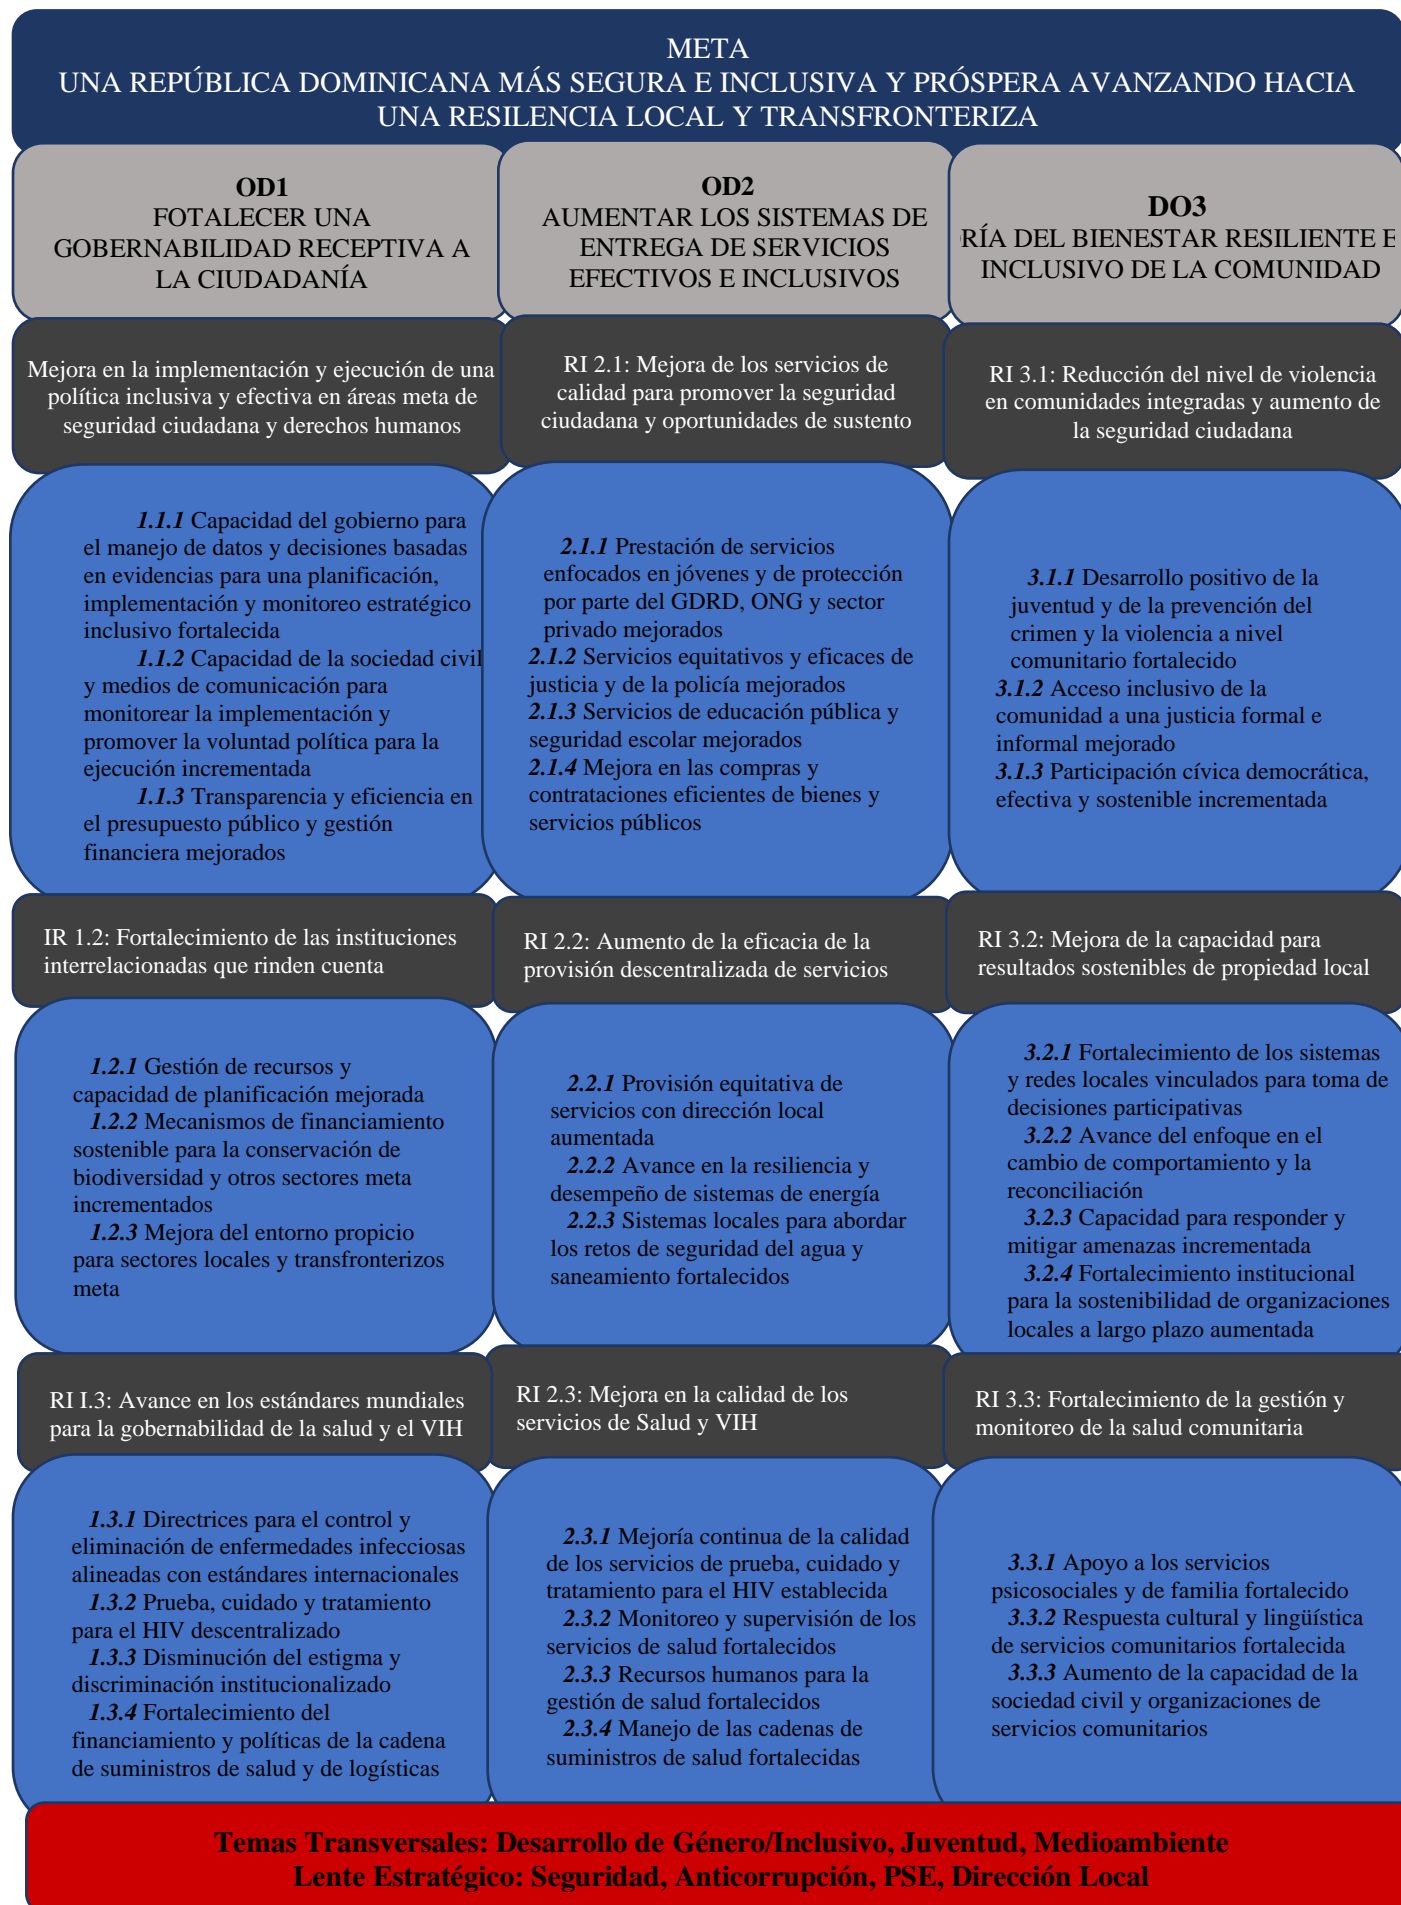 META
UNA REPÚBLICA DOMINICANA MÁS SEGURA E INCLUSIVA Y PRÓSPERA AVANZANDO HACIA
UNA RESILENCIA LOCAL Y TRANSFRONTERIZA
OD1
FOTALECER UNA
GOBERNABILIDAD RECEPTIVA A
LA CIUDADANÍA
OD2
AUMENTAR LOS SISTEMAS DE
ENTREGA DE SERVICIOS
EFECTIVOS E INCLUSIVOS
DO3
RÍA DEL BIENESTAR RESILIENTE E
INCLUSIVO DE LA COMUNIDAD
Mejora en la implementación y ejecución de una
política inclusiva y efectiva en áreas meta de
seguridad ciudadana y derechos humanos
RI 2.1: Mejora de los servicios de
calidad para promover la seguridad
ciudadana y oportunidades de sustento
RI 3.1: Reducción del nivel de violencia
en comunidades integradas y aumento de
la seguridad ciudadana
1.1.1 Capacidad del gobierno para
el manejo de datos y decisiones basadas
en evidencias para una planificación,
implementación y monitoreo estratégico
inclusivo fortalecida
1.1.2 Capacidad de la sociedad civil
y medios de comunicación para
monitorear la implementación y
promover la voluntad política para la
ejecución incrementada
1.1.3 Transparencia y eficiencia en
el presupuesto público y gestión
financiera mejorados
2.1.1 Prestación de servicios
enfocados en jóvenes y de protección
por parte del GDRD, ONG y sector
privado mejorados
2.1.2 Servicios equitativos y eficaces de
justicia y de la policía mejorados
2.1.3 Servicios de educación pública y
seguridad escolar mejorados
2.1.4 Mejora en las compras y
contrataciones eficientes de bienes y
servicios públicos
3.1.1 Desarrollo positivo de la
juventud y de la prevención del
crimen y la violencia a nivel
comunitario fortalecido
3.1.2 Acceso inclusivo de la
comunidad a una justicia formal e
informal mejorado
3.1.3 Participación cívica democrática,
efectiva y sostenible incrementada
IR 1.2: Fortalecimiento de las instituciones
interrelacionadas que rinden cuenta
RI 2.2: Aumento de la eficacia de la
provisión descentralizada de servicios
RI 3.2: Mejora de la capacidad para
resultados sostenibles de propiedad local
1.2.1 Gestión de recursos y
capacidad de planificación mejorada
1.2.2 Mecanismos de financiamiento
sostenible para la conservación de
biodiversidad y otros sectores meta
incrementados
1.2.3 Mejora del entorno propicio
para sectores locales y transfronterizos
meta
2.2.1 Provisión equitativa de
servicios con dirección local
aumentada
2.2.2 Avance en la resiliencia y
desempeño de sistemas de energía
2.2.3 Sistemas locales para abordar
los retos de seguridad del agua y
saneamiento fortalecidos
3.2.1 Fortalecimiento de los sistemas
y redes locales vinculados para toma de
decisiones participativas
3.2.2 Avance del enfoque en el
cambio de comportamiento y la
reconciliación
3.2.3 Capacidad para responder y
mitigar amenazas incrementada
3.2.4 Fortalecimiento institucional
para la sostenibilidad de organizaciones
locales a largo plazo aumentada
RI I.3: Avance en los estándares mundiales
para la gobernabilidad de la salud y el VIH
RI 2.3: Mejora en la calidad de los
servicios de Salud y VIH
RI 3.3: Fortalecimiento de la gestión y
monitoreo de la salud comunitaria
1.3.1 Directrices para el control y
eliminación de enfermedades infecciosas
alineadas con estándares internacionales
1.3.2 Prueba, cuidado y tratamiento
para el HIV descentralizado
1.3.3 Disminución del estigma y
discriminación institucionalizado
1.3.4 Fortalecimiento del
financiamiento y políticas de la cadena
de suministros de salud y de logísticas
2.3.1 Mejoría continua de la calidad
de los servicios de prueba, cuidado y
tratamiento para el HIV establecida
2.3.2 Monitoreo y supervisión de los
servicios de salud fortalecidos
2.3.3 Recursos humanos para la
gestión de salud fortalecidos
2.3.4 Manejo de las cadenas de
suministros de salud fortalecidas
3.3.1 Apoyo a los servicios
psicosociales y de familia fortalecido
3.3.2 Respuesta cultural y lingüística
de servicios comunitarios fortalecida
3.3.3 Aumento de la capacidad de la
sociedad civil y organizaciones de
servicios comunitarios
Temas Transversales: Desarrollo de Género/Inclusivo, Juventud, Medioambiente
Lente Estratégico: Seguridad, Anticorrupción, PSE, Dirección Local